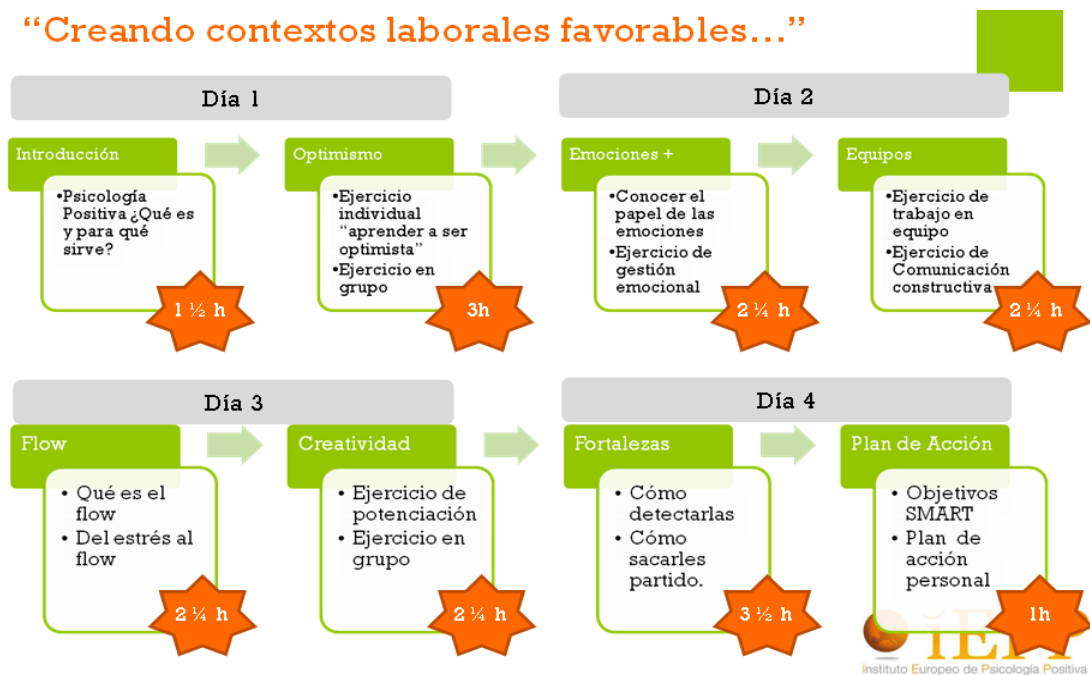 “Creando contextos laborales favorables...”
Día 1
Día 2
Introducción
•Psicología
Positiva ¿Qué es
y para qué
sirve?
1 ½ h
Optimismo
•Ejercicio
individual
“aprender a ser
optimista”
•Ejercicio en
grupo
3h
Emociones +
•Conocer el
papel de las
emociones
•Ejercicio de
gestión
emocional
2 ¼ h
Equipos
•Ejercicio de
trabajo en
equipo
•Ejercicio de
Comunicación
constructiva
2 ¼ h
Día 3
Día 4
Flow
• Qué es el
flow
• Del estrés al
flow
2 ¼ h
Creatividad
• Ejercicio de
potenciación
• Ejercicio en
grupo
2 ¼ h
Fortalezas
• Cómo
detectarlas
• Cómo
sacarles
partido.
3 ½ h
Plan de Acción
• Objetivos
SMART
• Plan de
acción
personal
1h
Instituto Europeo de Psicología Positiva